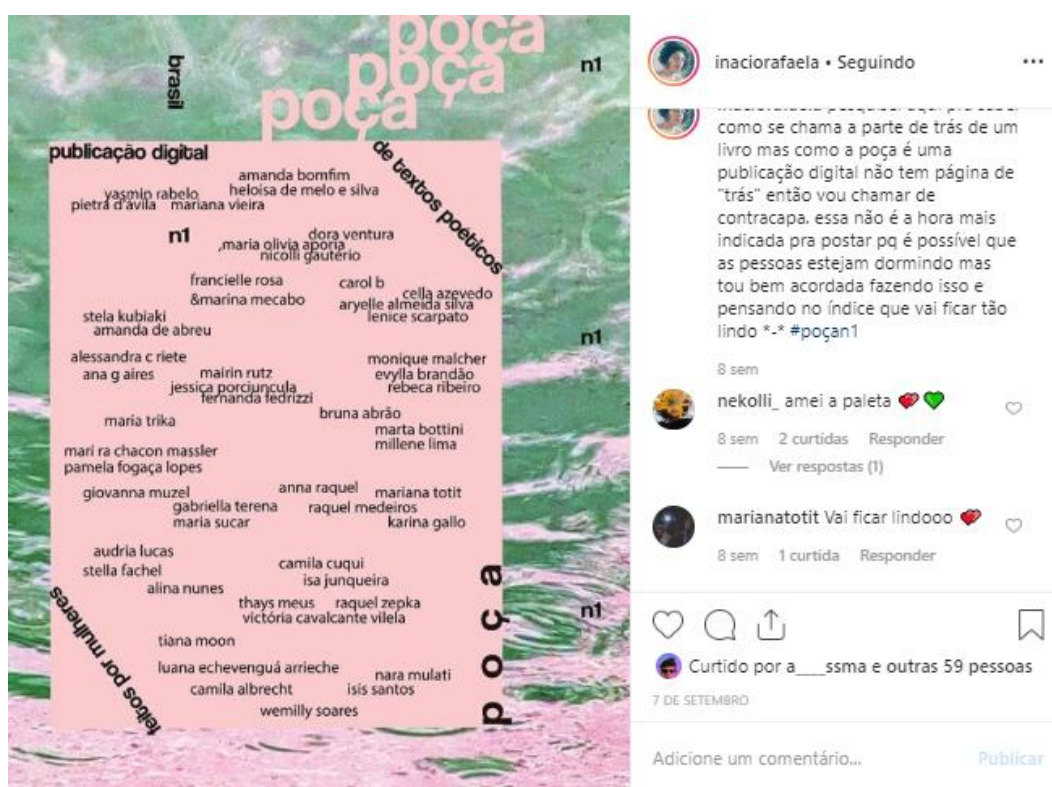 poça
poça
poça
n1
brasil
publicação digital
de textos poéticos
amanda bomfim
yasmin rabelo
heloisa de melo e silva
pietra d'ávila
mariana vieira
n1
dora ventura
,maria olivia aporia
nicolli gautério
francielle rosa
carol b
&marina mecabo
cella azevedo
aryelle almeida silva
lenice scarpato
stela kubiaki
amanda de abreu
n1
alessandra c riete
monique malcher
ana g aires
mairin rutz
evylla brandão
jessica porciuncula
rebeca ribeiro
fernanda fedrizzi
bruna abrão
maria trika
marta bottini
millene lima
mari ra chacon massler
pamela fogaça lopes
giovanna muzel
anna raquel
mariana totit
gabriella terena
raquel medeiros
maria sucar
karina gallo
audria lucas
camila cuqui
stella fachel
isa junqueira
alina nunes
thays meus
raquel zepka
victória cavalcante vilela
n1
tiana moon
luana echevenguá arrieche
nara mulati
camila albrecht
isis santos
wemilly soares
feitos por mulheres
poça
inaciorafaela • Seguindo
como se chama a parte de trás de um
livro mas como a poça é uma
publicação digital não tem página de
"trás" então vou chamar de
contracapa. essa não é a hora mais
indicada pra postar pq é possível que
as pessoas estejam dormindo mas
tou bem acordada fazendo isso e
pensando no índice que vai ficar tão
lindo *-* #poçan1
8 sem
nekolli_ amei a paleta 💕💚
8 sem 2 curtidas Responder
Ver respostas (1)
marianatotit Vai ficar lindooo 💕
8 sem 1 curtida Responder
Curtido por a____ssma e outras 59 pessoas
7 DE SETEMBRO
Adicione um comentário... Publicar